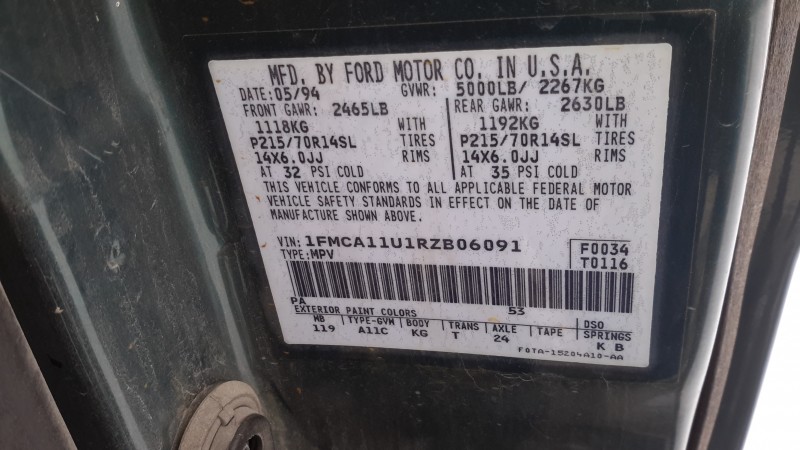 MFD. BY FORD MOTOR CO. IN U.S.A.
DATE: 05/94 GVWR: 5000LB/ 2267KG
FRONT GAWR: 2465LB REAR GAWR: 2630LB
1118KG WITH 1192KG WITH
P215/70R14SL TIRES P215/70R14SL TIRES
14X6.0JJ RIMS 14X6.0JJ RIMS
AT 32 PSI COLD AT 35 PSI COLD
THIS VEHICLE CONFORMS TO ALL APPLICABLE FEDERAL MOTOR
VEHICLE SAFETY STANDARDS IN EFFECT ON THE DATE OF
MANUFACTURE SHOWN ABOVE.
VIN: 1FMCA11U1RZB06091 F0034
TYPE: MPV T0116
PA 53
EXTERIOR PAINT COLORS DSO
WB TYPE-GVW BODY TRANS AXLE TAPE SPRINGS
119 A11C KG T 24 K B
F0TA-15204A10-AA